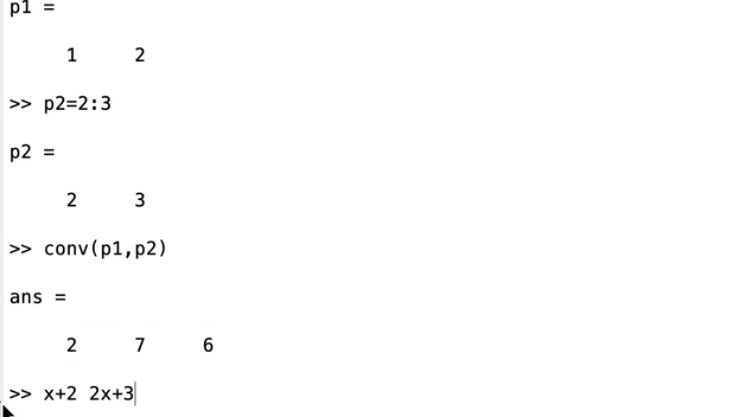 p1 =
1 2
>> p2=2:3
p2 =
2 3
>> conv(p1,p2)
ans =
2 7 6
>> x+2 2x+3